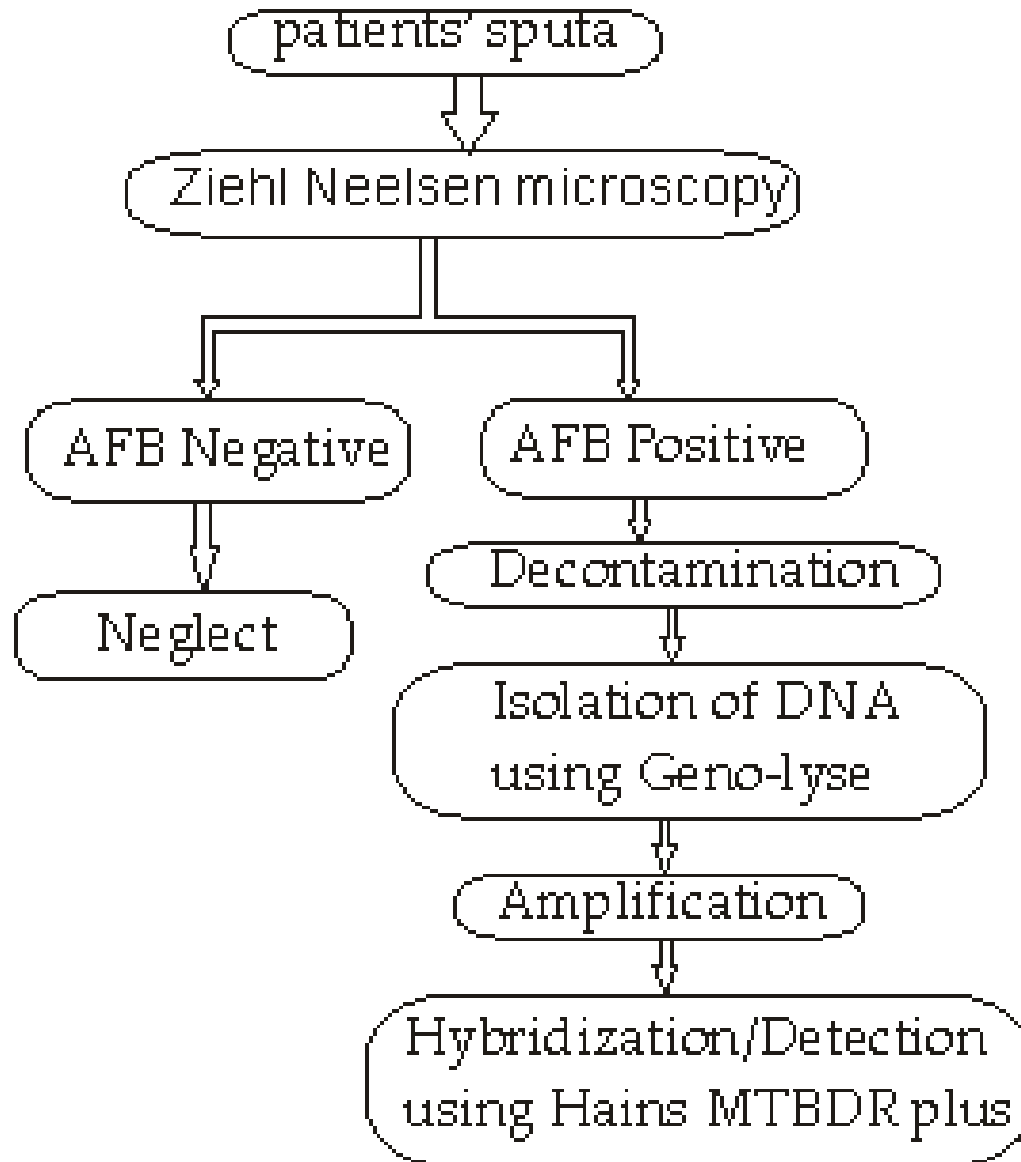 patients' sputa
Ziehl Neelsen microscopy
AFB Negative
AFB Positive
Neglect
Decontamination
Isolation of DNA
using Geno-lyse
Amplification
Hybridization/Detection
using Hains MTBDR plus